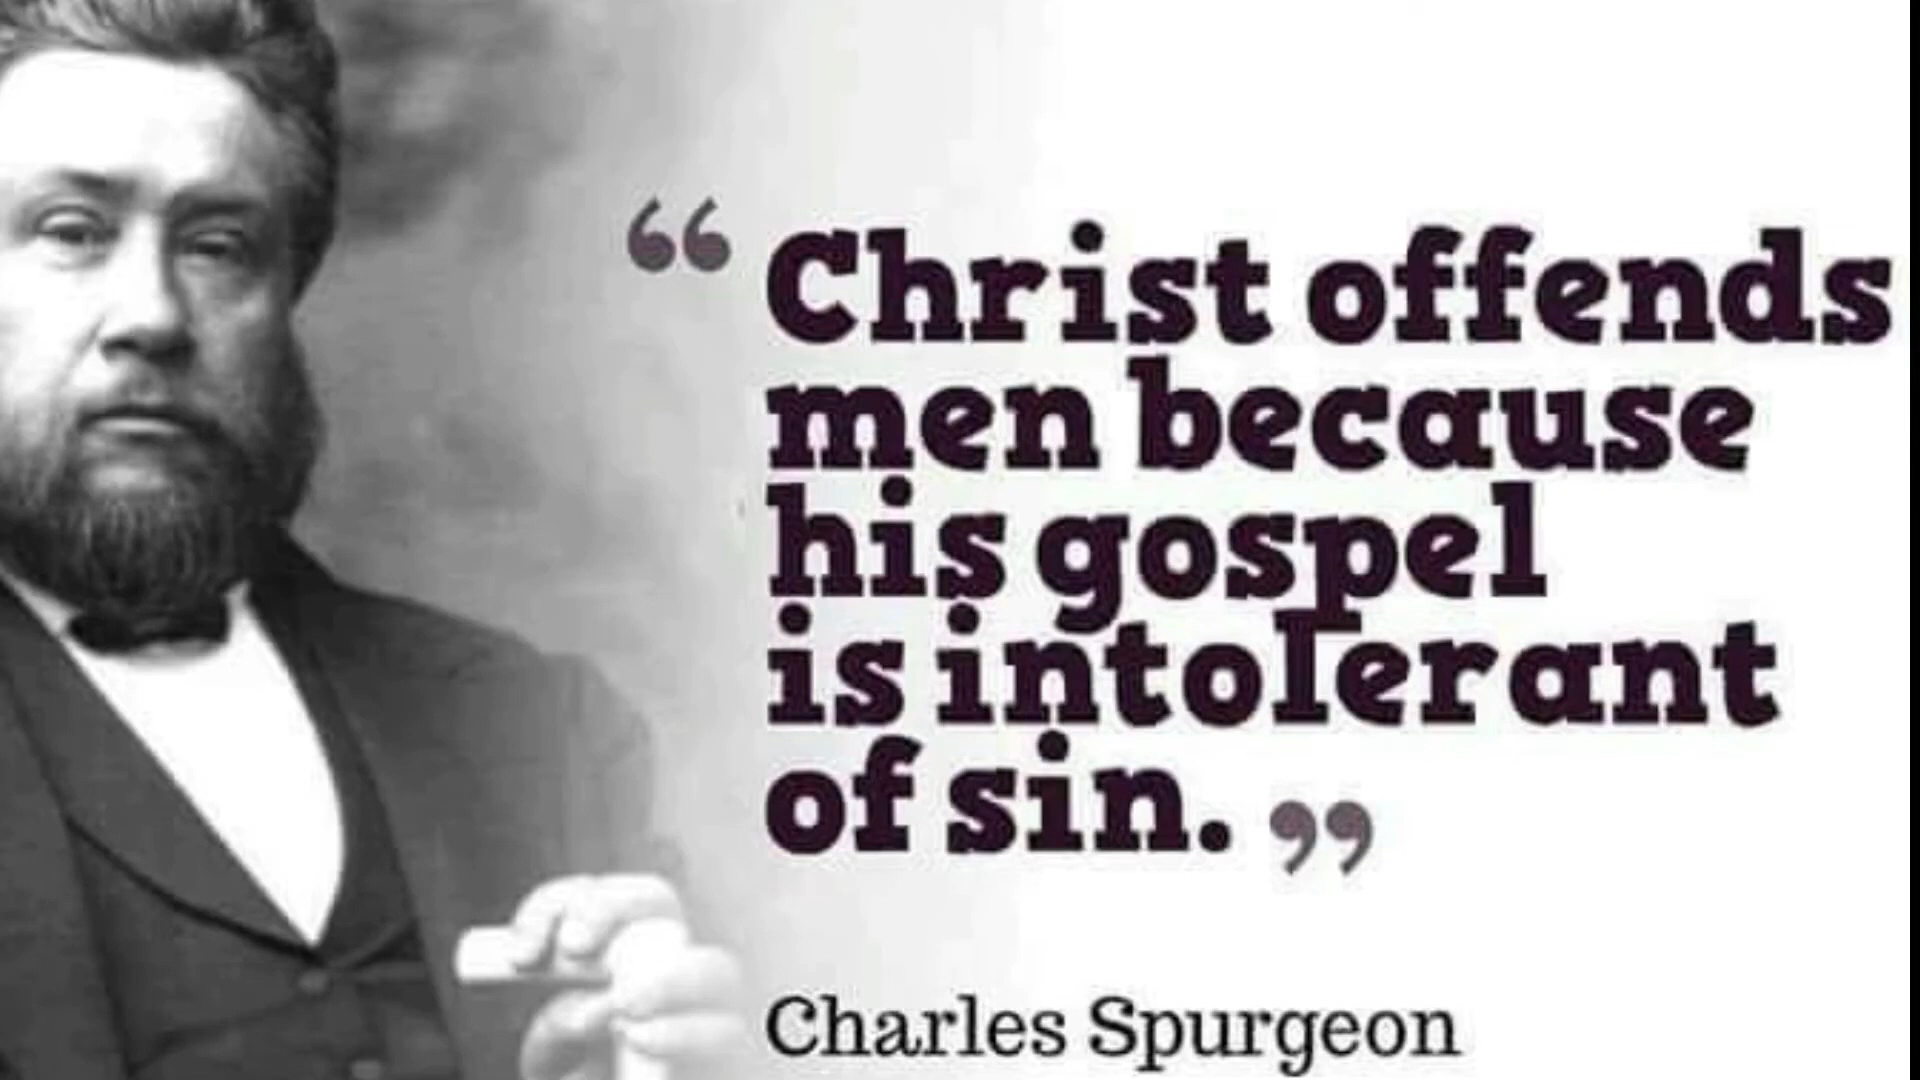 “Christ offends
men because
his gospel
is intolerant
of sin.”
Charles Spurgeon